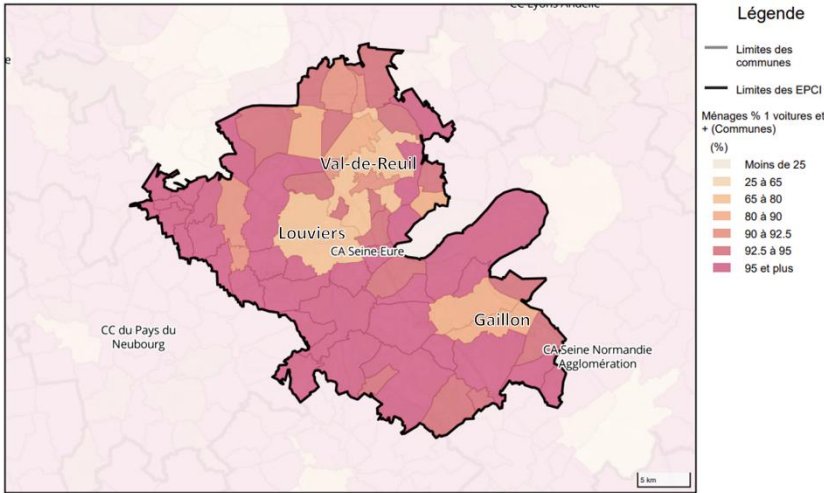 Val-de-Reuil
Louviers
CA Seine Eure
Gaillon
CC du Pays du
Neubourg
CA Seine Normandie
Agglomération
5 km
Légende
Limites des
communes
Limites des EPCI
Ménages % 1 voitures et
+ (Communes)
(%)
Moins de 25
25 à 65
65 à 80
80 à 90
90 à 92.5
92.5 à 95
95 et plus